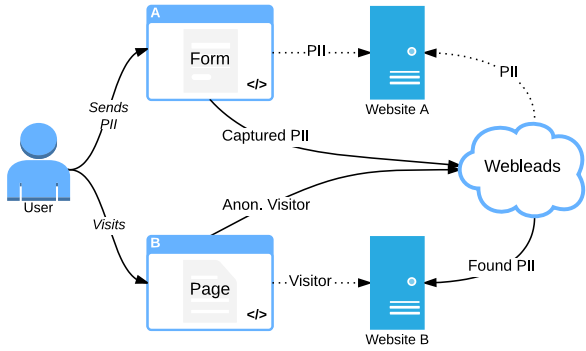 A
Form
</>
PII
Website A
PII
Sends
PII
Captured PII
Webleads
User
Visits
Anon. Visitor
B
Page
</>
Visitor
Found PII
Website B